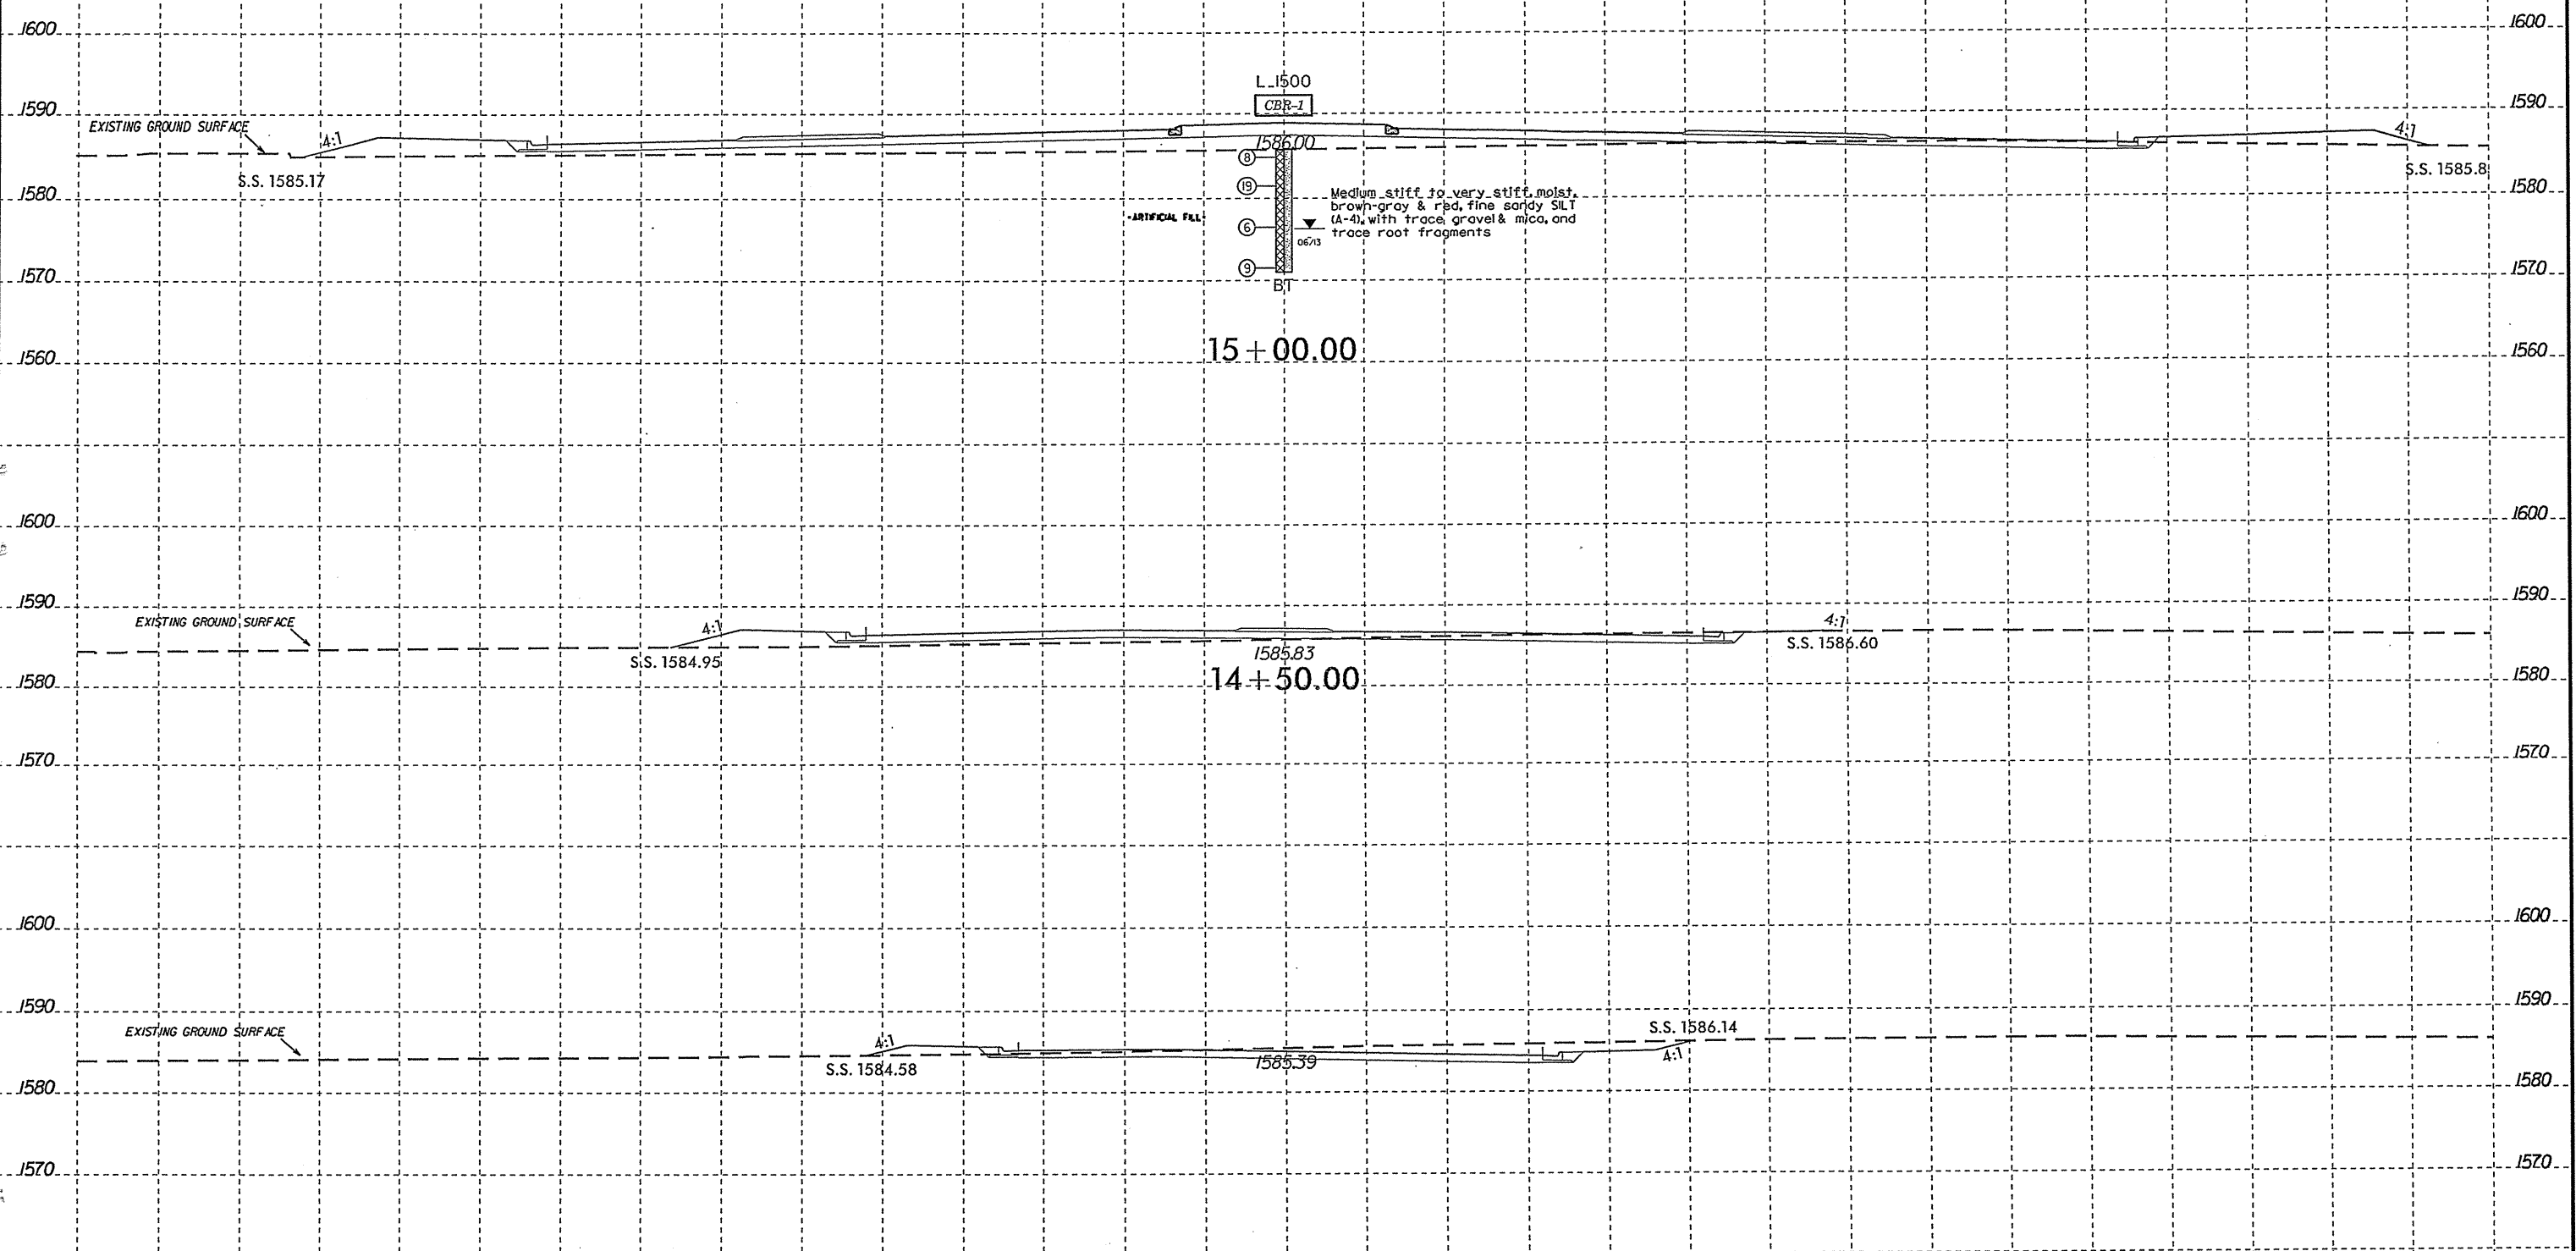 1600 1600
L_1500
CBR-1
1590 1590
EXISTING GROUND SURFACE 4:1 4:1
1586.00
8
S.S. 1585.17 S.S. 1585.8
1580 19 1580
Medium stiff to very stiff, moist,
brown-gray & red, fine sandy SILT
(A-4), with trace gravel & mica, and
trace root fragments
ARTIFICIAL FILL
6
06/13
9
1570 1570
BT
15+00.00
1560 1560
1600 1600
1590 1590
EXISTING GROUND SURFACE 4:1 4:1
S.S. 1584.95 1585.83 S.S. 1586.60
14+50.00
1580 1580
1570 1570
1600 1600
1590 1590
EXISTING GROUND SURFACE 4:1 S.S. 1586.14
4:1
S.S. 1584.58 1585.39
1580 1580
1570 1570